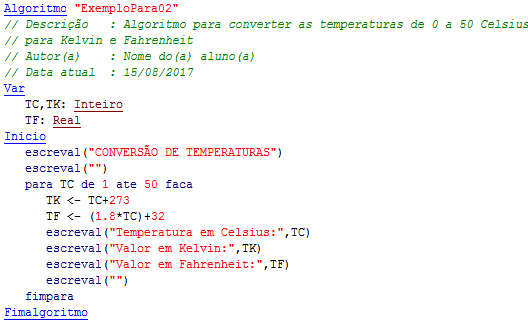 Algoritmo "ExemploPara02"
// Descrição   : Algoritmo para converter as temperaturas de 0 a 50 Celsius
// para Kelvin e Fahrenheit
// Autor(a)    : Nome do(a) aluno(a)
// Data atual  : 15/08/2017
Var
   TC,TK: Inteiro
   TF: Real
Inicio
   escreval("CONVERSÃO DE TEMPERATURAS")
   escreval("")
   para TC de 1 ate 50 faca
      TK <- TC+273
      TF <- (1.8*TC)+32
      escreval("Temperatura em Celsius:",TC)
      escreval("Valor em Kelvin:",TK)
      escreval("Valor em Fahrenheit:",TF)
      escreval("")
   fimpara
Fimalgoritmo